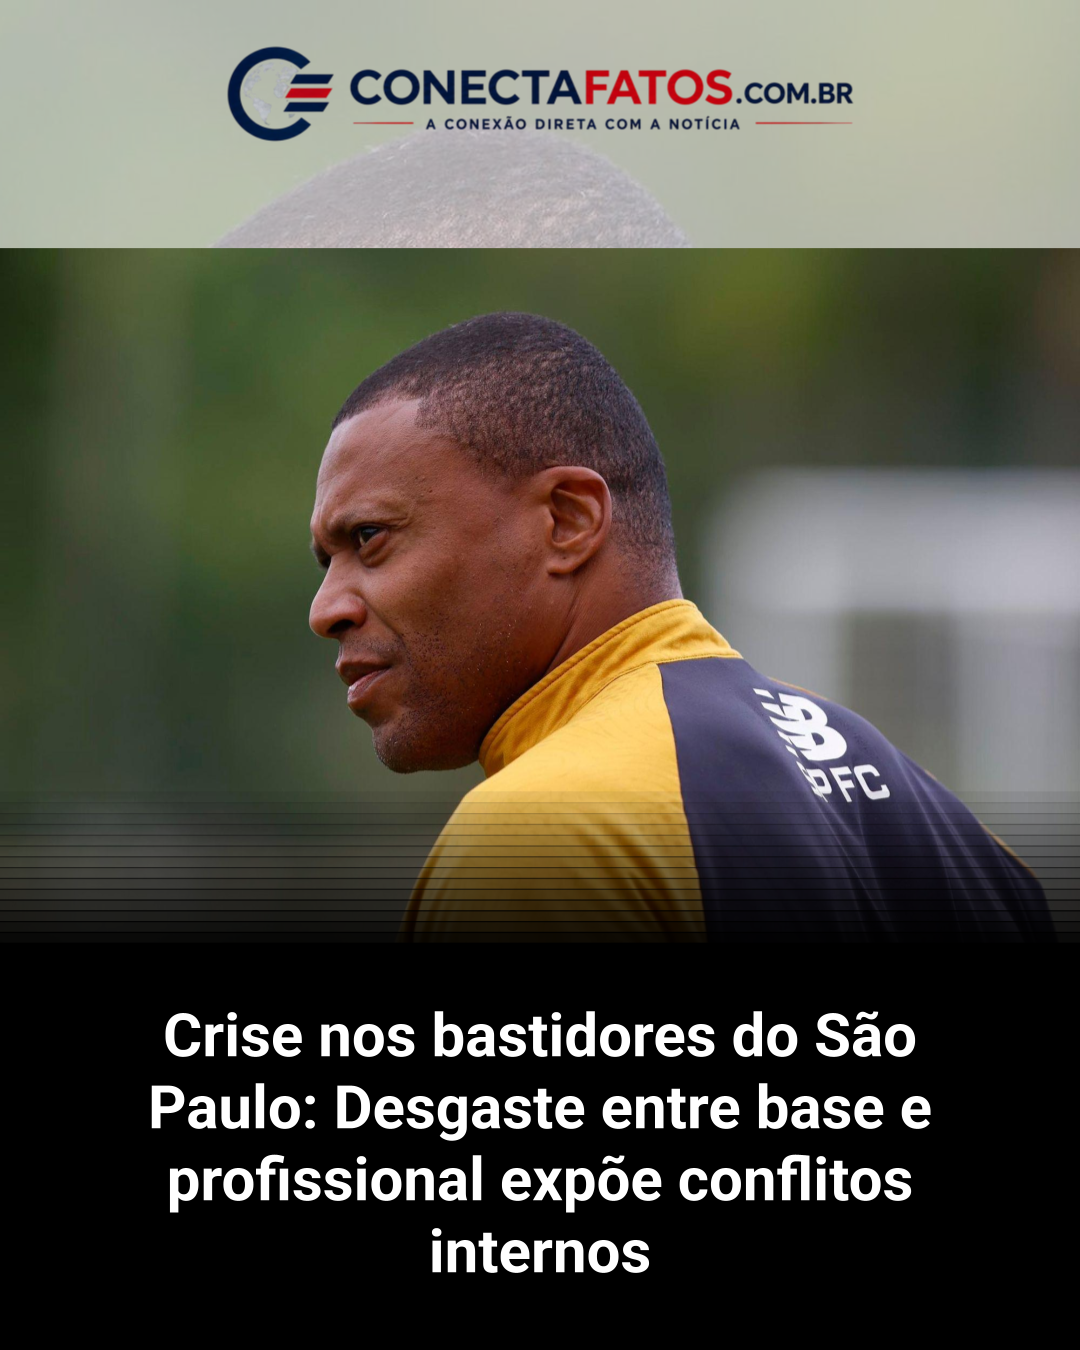 CONECTAFATOS.COM.BR
A CONEXÃO DIRETA COM A NOTÍCIA
SPFC
Crise nos bastidores do São
Paulo: Desgaste entre base e
profissional expõe conflitos
internos